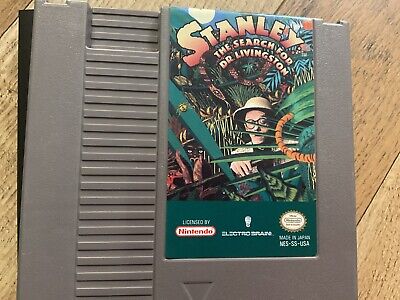 STANLEY
THE SEARCH FOR
DR. LIVINGSTON
LICENSED BY
Nintendo
ELECTRO BRAIN
MADE IN JAPAN
NES-SS-USA